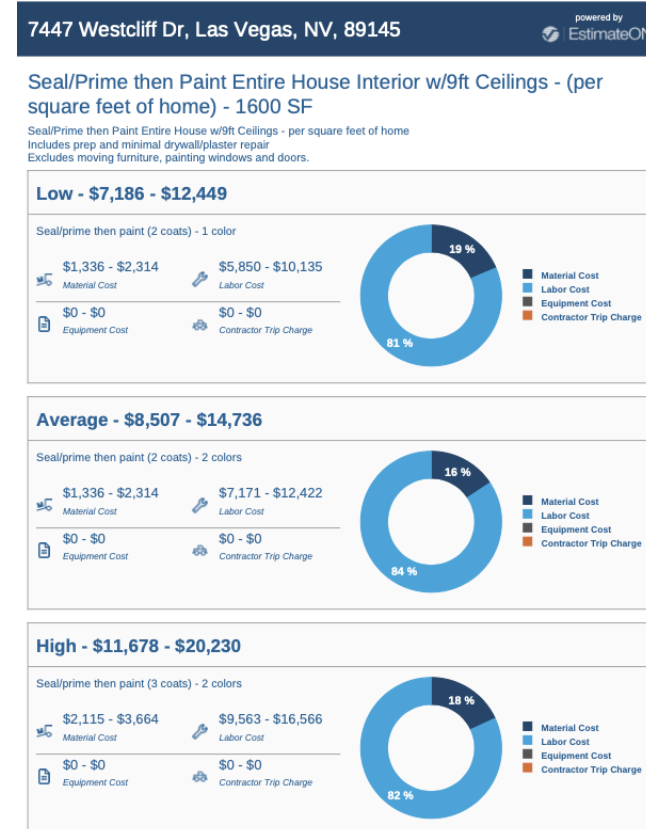 7447 Westcliff Dr, Las Vegas, NV, 89145
powered by
EstimateON
Seal/Prime then Paint Entire House Interior w/9ft Ceilings - (per
square feet of home) - 1600 SF
Seal/Prime then Paint Entire House w/9ft Ceilings - per square feet of home
Includes prep and minimal drywall/plaster repair
Excludes moving furniture, painting windows and doors.
Low - $7,186 - $12,449
Seal/prime then paint (2 coats) - 1 color
$1,336 - $2,314
Material Cost
$5,850 - $10,135
Labor Cost
$0 - $0
Equipment Cost
$0 - $0
Contractor Trip Charge
19 %
81 %
Material Cost
Labor Cost
Equipment Cost
Contractor Trip Charge
Average - $8,507 - $14,736
Seal/prime then paint (2 coats) - 2 colors
$1,336 - $2,314
Material Cost
$7,171 - $12,422
Labor Cost
$0 - $0
Equipment Cost
$0 - $0
Contractor Trip Charge
16 %
84 %
Material Cost
Labor Cost
Equipment Cost
Contractor Trip Charge
High - $11,678 - $20,230
Seal/prime then paint (3 coats) - 2 colors
$2,115 - $3,664
Material Cost
$9,563 - $16,566
Labor Cost
$0 - $0
Equipment Cost
$0 - $0
Contractor Trip Charge
18 %
82 %
Material Cost
Labor Cost
Equipment Cost
Contractor Trip Charge